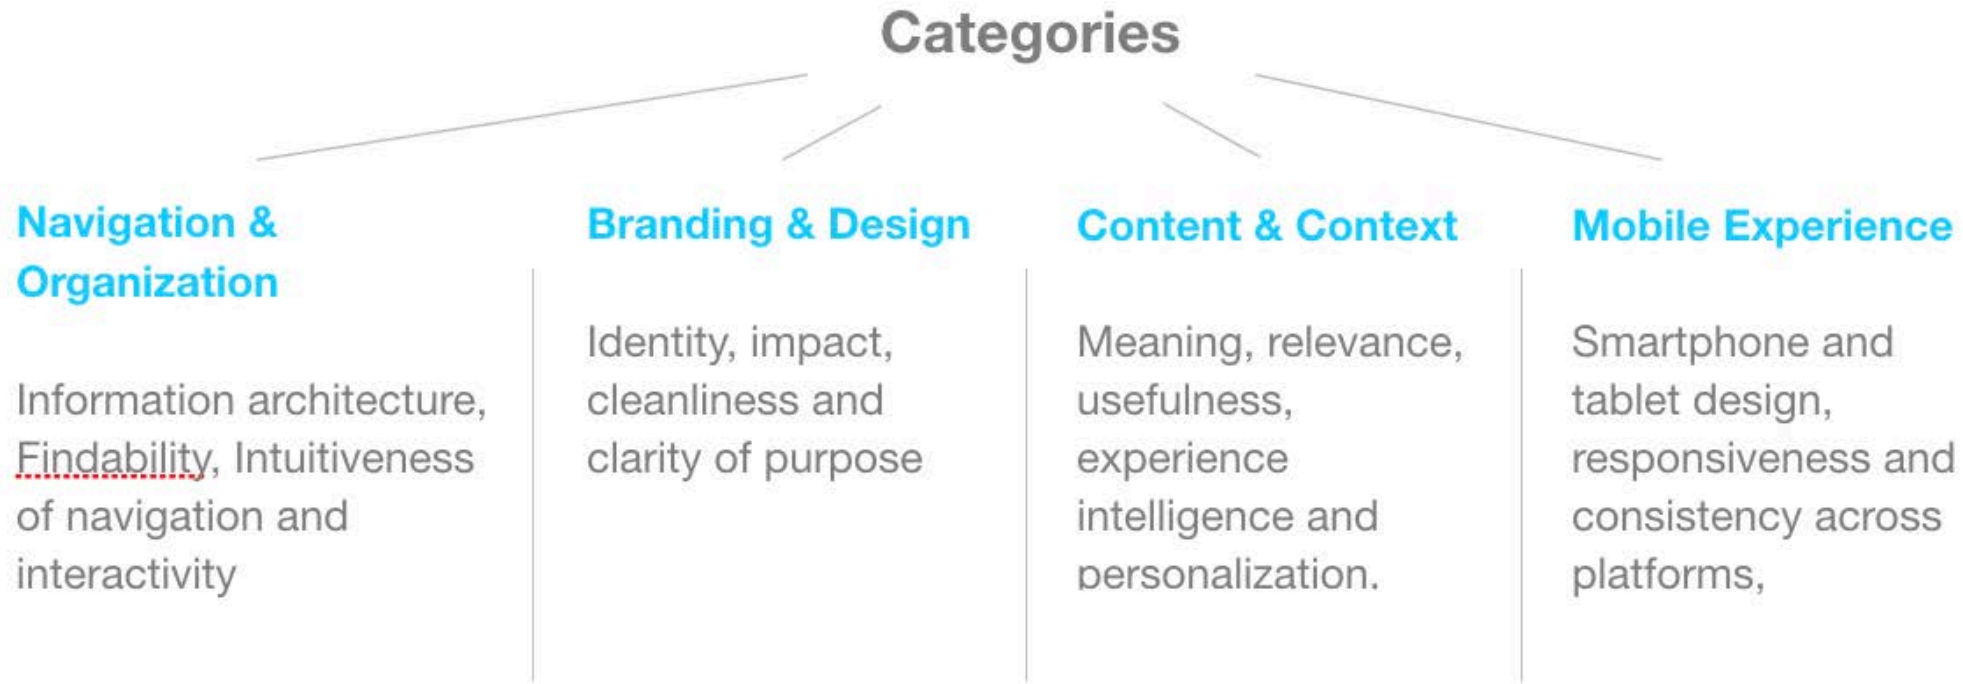 Categories
Navigation &
Organization
Information architecture,
Findability, Intuitiveness
of navigation and
interactivity
Branding & Design
Identity, impact,
cleanliness and
clarity of purpose
Content & Context
Meaning, relevance,
usefulness,
experience
intelligence and
personalization.
Mobile Experience
Smartphone and
tablet design,
responsiveness and
consistency across
platforms,